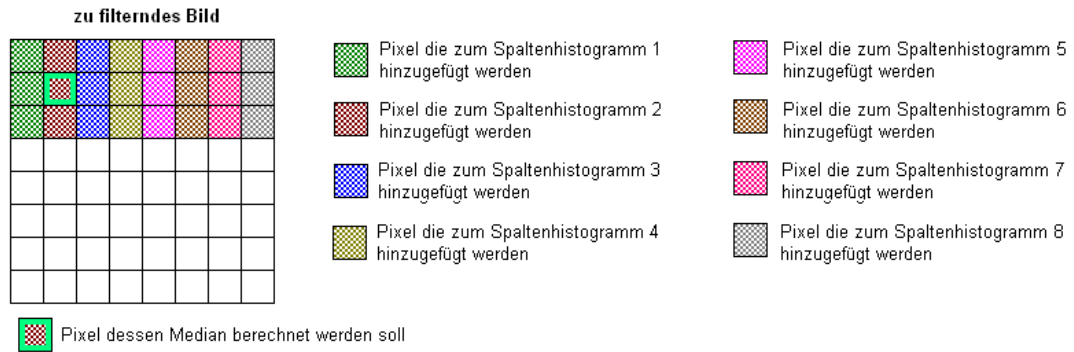 zu filterndes Bild
Pixel die zum Spaltenhistogramm 1
hinzugefügt werden
Pixel die zum Spaltenhistogramm 2
hinzugefügt werden
Pixel die zum Spaltenhistogramm 3
hinzugefügt werden
Pixel die zum Spaltenhistogramm 4
hinzugefügt werden
Pixel die zum Spaltenhistogramm 5
hinzugefügt werden
Pixel die zum Spaltenhistogramm 6
hinzugefügt werden
Pixel die zum Spaltenhistogramm 7
hinzugefügt werden
Pixel die zum Spaltenhistogramm 8
hinzugefügt werden
Pixel dessen Median berechnet werden soll